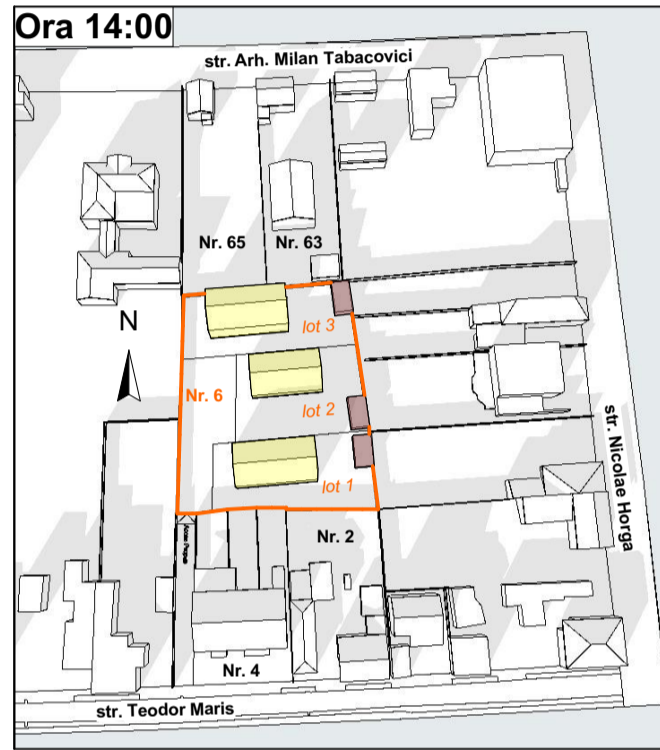 Ora 14:00
str. Arh. Milan Tabacovici
Nr. 65
Nr. 63
N
lot 3
Nr. 6
lot 2
str. Nicolae Horga
lot 1
Nr. 2
Nr. 4
str. Teodor Maris